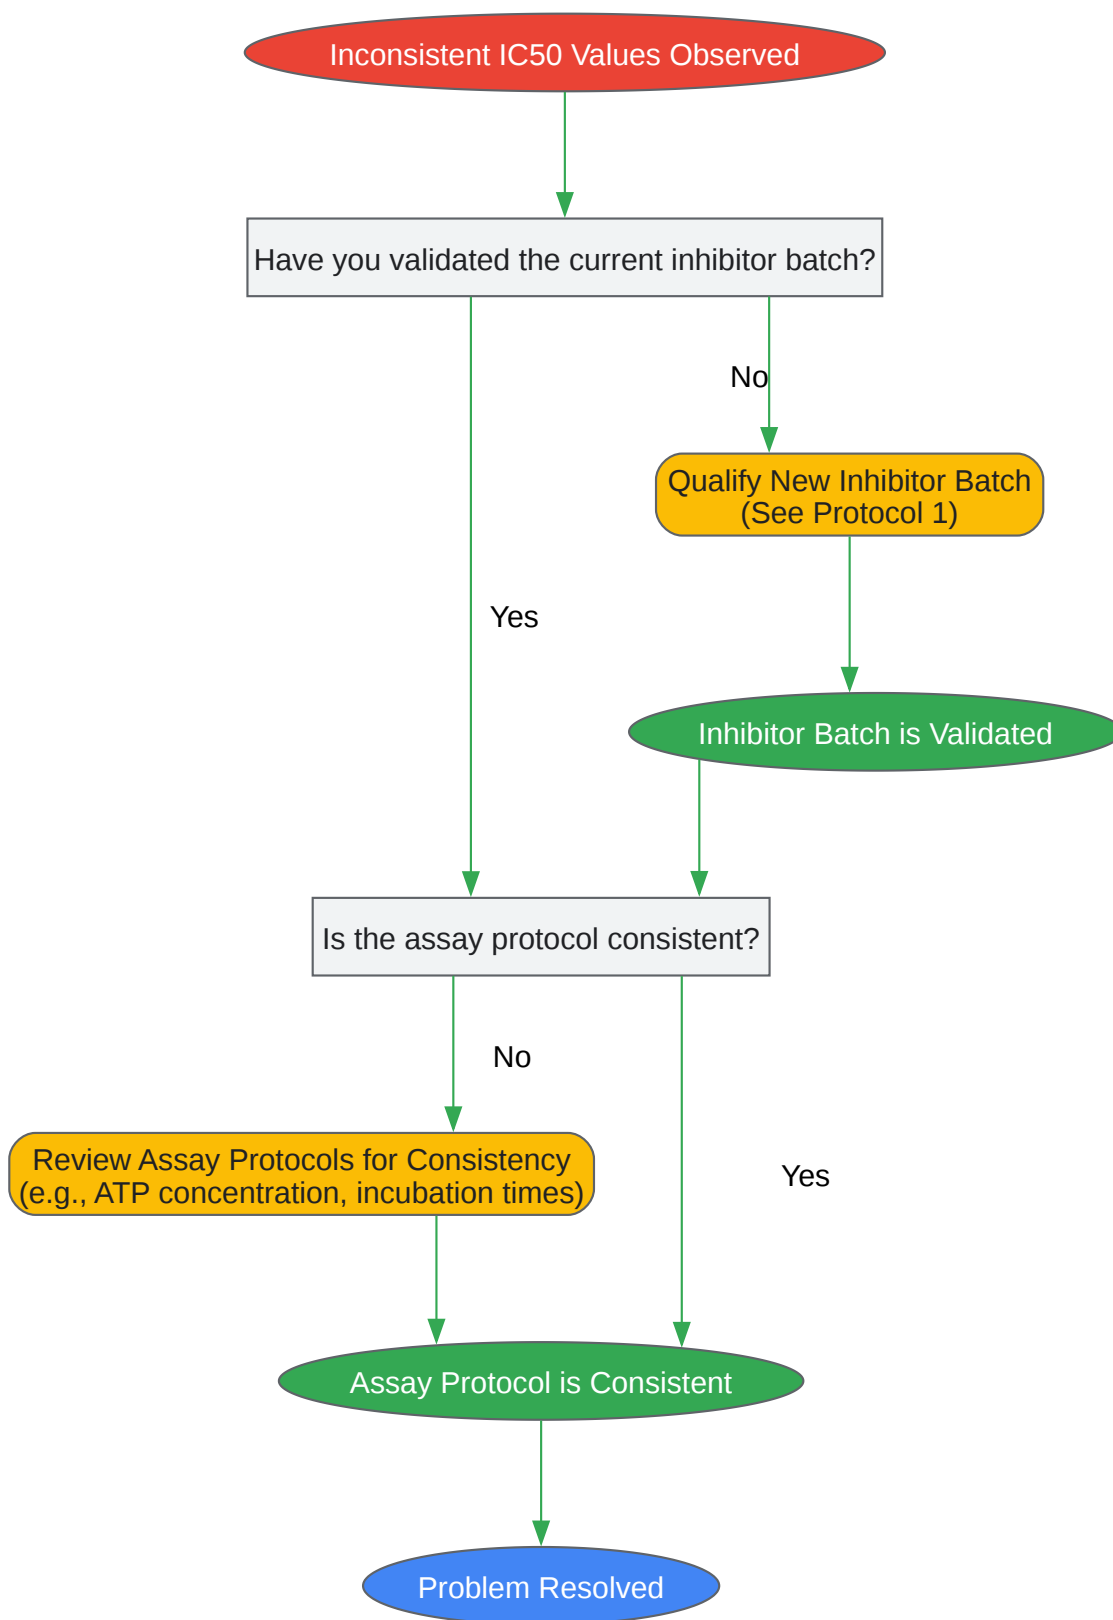 Inconsistent IC50 Values Observed
Have you validated the current inhibitor batch?
No
Qualify New Inhibitor Batch
(See Protocol 1)
Yes
Inhibitor Batch is Validated
Is the assay protocol consistent?
No
Review Assay Protocols for Consistency
(e.g., ATP concentration, incubation times)
Yes
Assay Protocol is Consistent
Problem Resolved